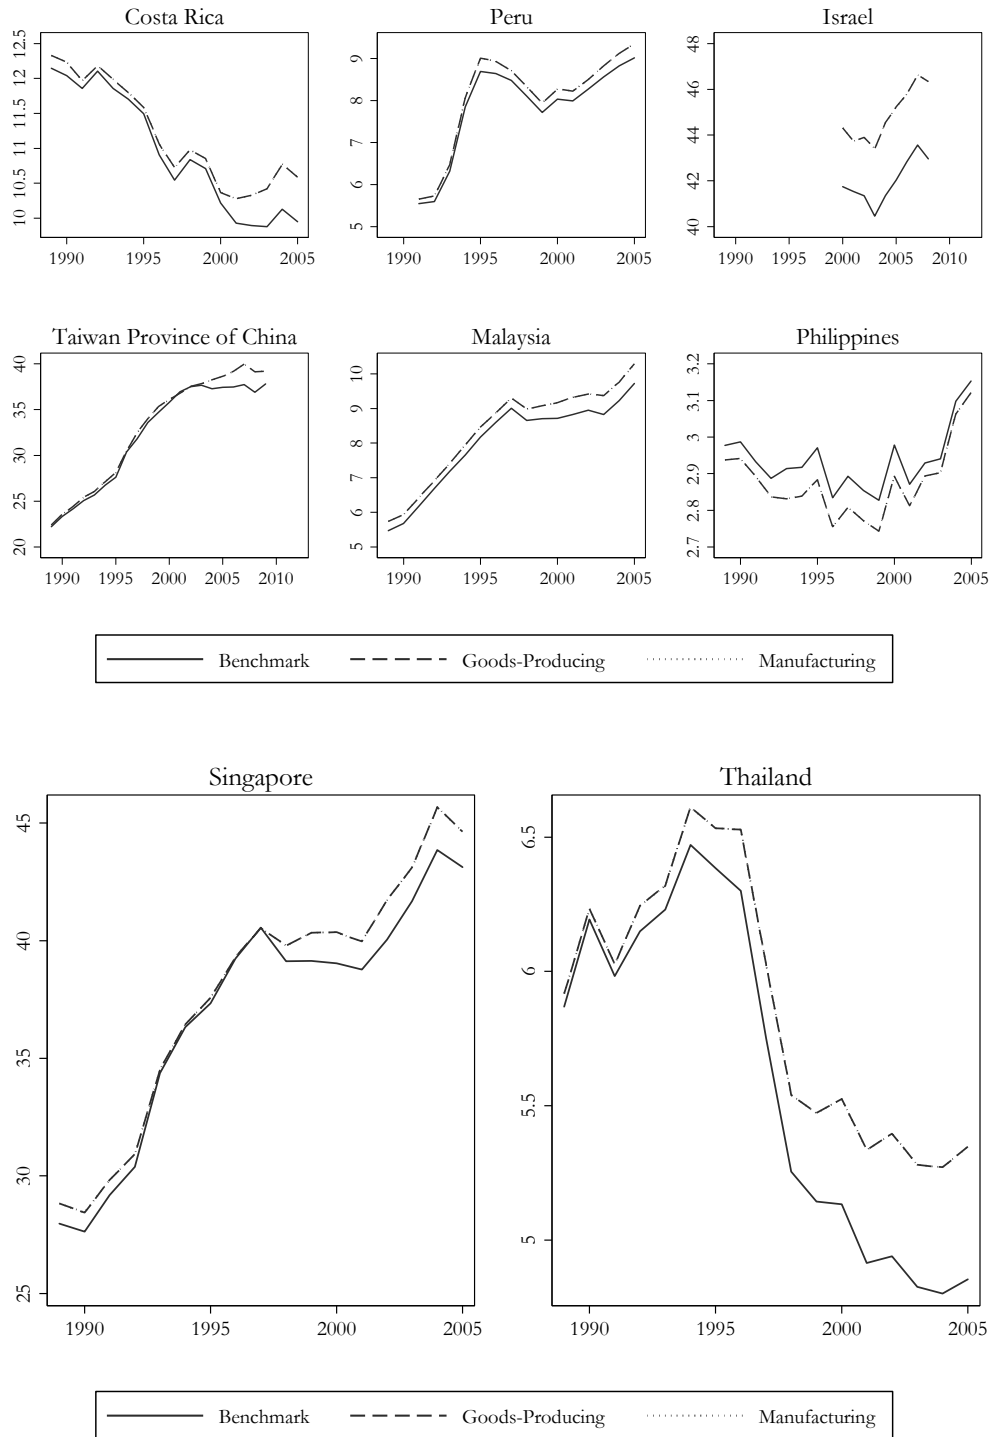 Costa Rica Peru Israel
12.5 9 48
12 8 46
11.5 7 44
11 6 42
10.5 5 40
10
1990 1995 2000 2005 1990 1995 2000 2005 1990 1995 2000 2005 2010
Taiwan Province of China Malaysia Philippines
40 10 3.2
35 9 3.1
30 8 3
25 7 2.9
20 6 2.8
5 2.7
1990 1995 2000 2005 2010 1990 1995 2000 2005 1990 1995 2000 2005
Benchmark Goods-Producing Manufacturing
Singapore Thailand
45 6.5
40 6
35 5.5
30 5
25
1990 1995 2000 2005 1990 1995 2000 2005
Benchmark Goods-Producing Manufacturing